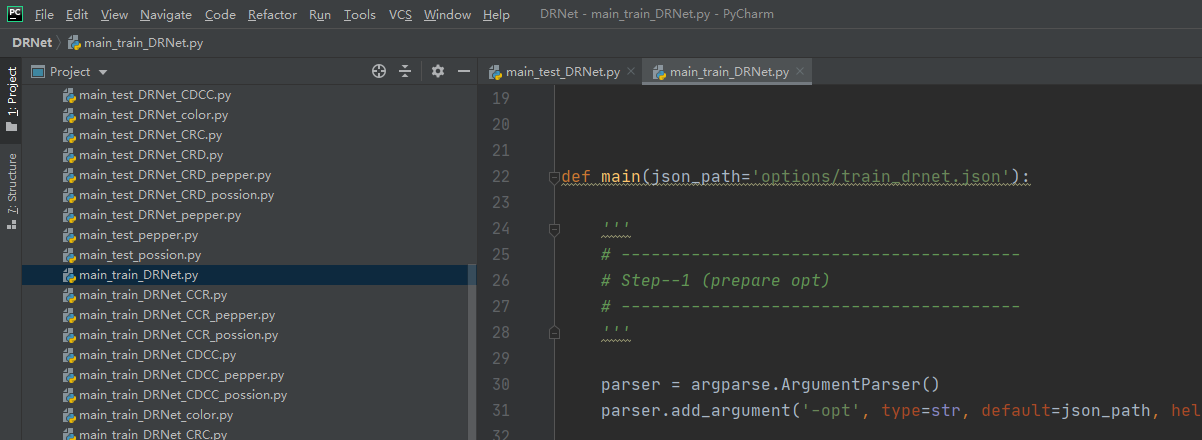 PC File Edit View Navigate Code Refactor Run Tools VCS Window Help DRNet - main_train_DRNet.py - PyCharm
DRNet main_train_DRNet.py
1: Project
7: Structure
Project
main_test_DRNet_CDCC.py
main_test_DRNet_color.py
main_test_DRNet_CRC.py
main_test_DRNet_CRD.py
main_test_DRNet_CRD_pepper.py
main_test_DRNet_CRD_possion.py
main_test_DRNet_pepper.py
main_test_pepper.py
main_test_possion.py
main_train_DRNet.py
main_train_DRNet_CCR.py
main_train_DRNet_CCR_pepper.py
main_train_DRNet_CCR_possion.py
main_train_DRNet_CDCC.py
main_train_DRNet_CDCC_pepper.py
main_train_DRNet_CDCC_possion.py
main_train_DRNet_color.py
main_train_DRNet_CRC.py
main_test_DRNet.py main_train_DRNet.py
19
20
21
22 def main(json_path='options/train_drnet.json'):
23
24 '''
25 # ----------------------------------------
26 # Step--1 (prepare opt)
27 # ----------------------------------------
28 '''
29
30 parser = argparse.ArgumentParser()
31 parser.add_argument('-opt', type=str, default=json_path, hel
32